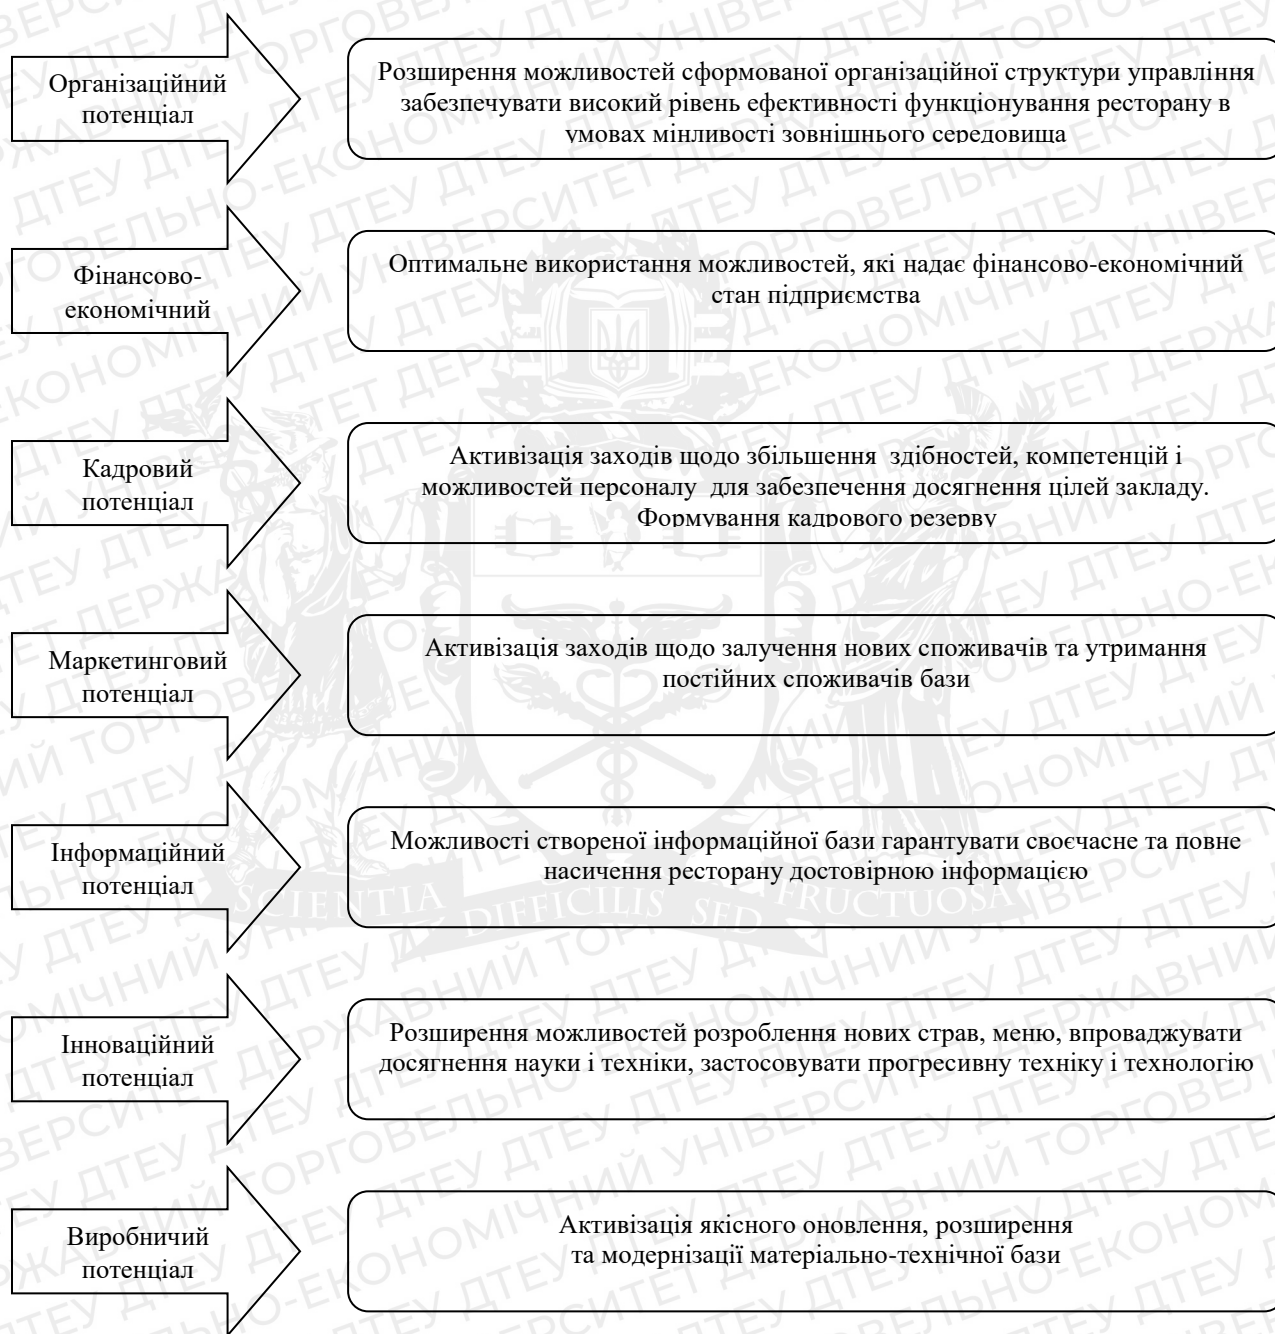 Організаційний
потенціал
Розширення можливостей сформованої організаційної структури управління
забезпечувати високий рівень ефективності функціонування ресторану в
умовах мінливості зовнішнього середовища
Фінансово-
економічний
Оптимальне використання можливостей, які надає фінансово-економічний
стан підприємства
Кадровий
потенціал
Активізація заходів щодо збільшення здібностей, компетенцій і
можливостей персоналу для забезпечення досягнення цілей закладу.
Формування кадрового резерву
Маркетинговий
потенціал
Активізація заходів щодо залучення нових споживачів та утримання
постійних споживачів бази
Інформаційний
потенціал
Можливості створеної інформаційної бази гарантувати своєчасне та повне
насичення ресторану достовірною інформацією
SCIENTIA DIFFICILIS SED FRUCTUOSA
Інноваційний
потенціал
Розширення можливостей розроблення нових страв, меню, впроваджувати
досягнення науки і техніки, застосовувати прогресивну техніку і технологію
Виробничий
потенціал
Активізація якісного оновлення, розширення
та модернізації матеріально-технічної бази